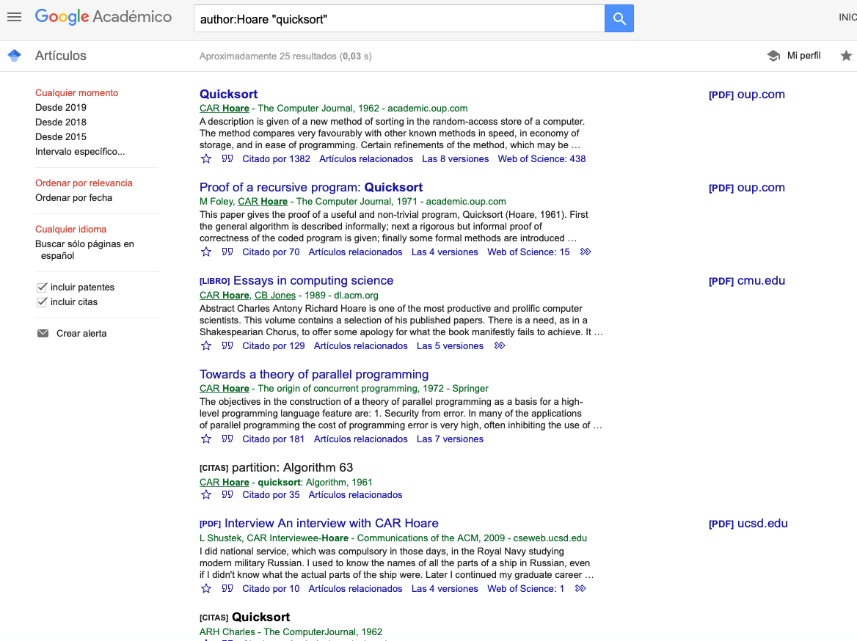 Google Académico
author:Hoare "quicksort"
INIC
Artículos
Aproximadamente 25 resultados (0,03 s)
Mi perfil
Cualquier momento
Desde 2019
Desde 2018
Desde 2015
Intervalo específico...
Ordenar por relevancia
Ordenar por fecha
Cualquier idioma
Buscar sólo páginas en
español
incluir patentes
incluir citas
Crear alerta
Quicksort
[PDF] oup.com
CAR Hoare - The Computer Journal, 1962 - academic.oup.com
A description is given of a new method of sorting in the random-access store of a computer.
The method compares very favourably with other known methods in speed, in economy of
storage, and in ease of programming. Certain refinements of the method, which may be …
Citado por 1382 Artículos relacionados Las 8 versiones Web of Science: 438
Proof of a recursive program: Quicksort
[PDF] oup.com
M Foley, CAR Hoare - The Computer Journal, 1971 - academic.oup.com
This paper gives the proof of a useful and non-trivial program, Quicksort (Hoare, 1961). First
the general algorithm is described informally; next a rigorous but informal proof of
correctness of the coded program is given; finally some formal methods are introduced …
Citado por 70 Artículos relacionados Las 4 versiones Web of Science: 15
[LIBRO] Essays in computing science
[PDF] cmu.edu
CAR Hoare, CB Jones - 1989 - dl.acm.org
Abstract Charles Antony Richard Hoare is one of the most productive and prolific computer
scientists. This volume contains a selection of his published papers. There is a need, as in a
Shakespearian Chorus, to offer some apology for what the book manifestly fails to achieve. It …
Citado por 129 Artículos relacionados Las 5 versiones
Towards a theory of parallel programming
CAR Hoare - The origin of concurrent programming, 1972 - Springer
The objectives in the construction of a theory of parallel programming as a basis for a high-
level programming language feature are: 1. Security from error. In many of the applications
of parallel programming the cost of programming error is very high, often inhibiting the use of …
Citado por 181 Artículos relacionados Las 7 versiones
[CITAS] partition: Algorithm 63
CAR Hoare - quicksort: Algorithm, 1961
Citado por 35 Artículos relacionados
[PDF] Interview An interview with CAR Hoare
[PDF] ucsd.edu
L Shustek, CAR Interviewee-Hoare - Communications of the ACM, 2009 - cseweb.ucsd.edu
I did national service, which was compulsory in those days, in the Royal Navy studying
modern military Russian. I used to know the names of all the parts of a ship in Russian, even
if I didn't know what the actual parts of the ship were. Later I continued my graduate career …
Citado por 10 Artículos relacionados Las 4 versiones Web of Science: 1
[CITAS] Quicksort
ARH Charles - The ComputerJournal, 1962